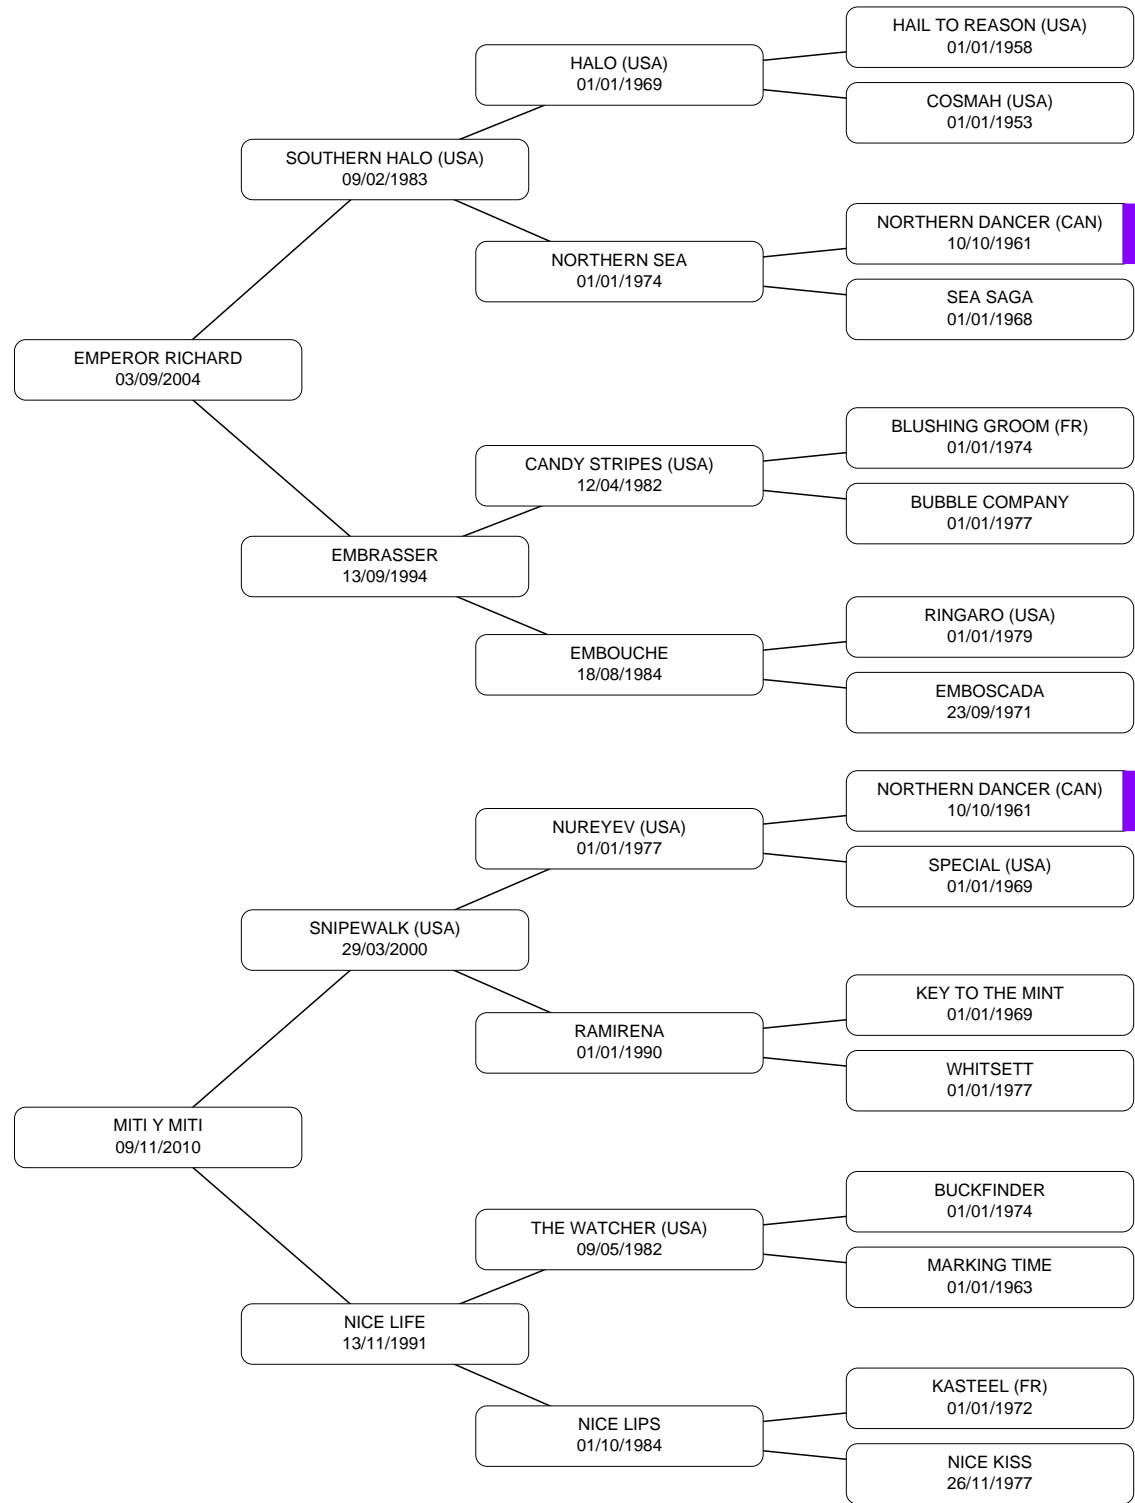 HAIL TO REASON (USA)
01/01/1958
HALO (USA)
01/01/1969
COSMAH (USA)
01/01/1953
SOUTHERN HALO (USA)
09/02/1983
NORTHERN DANCER (CAN)
10/10/1961
NORTHERN SEA
01/01/1974
SEA SAGA
01/01/1968
EMPEROR RICHARD
03/09/2004
BLUSHING GROOM (FR)
01/01/1974
CANDY STRIPES (USA)
12/04/1982
BUBBLE COMPANY
01/01/1977
EMBRASSER
13/09/1994
RINGARO (USA)
01/01/1979
EMBOUCHE
18/08/1984
EMBOSCADA
23/09/1971
NORTHERN DANCER (CAN)
10/10/1961
NUREYEV (USA)
01/01/1977
SPECIAL (USA)
01/01/1969
SNIPEWALK (USA)
29/03/2000
KEY TO THE MINT
01/01/1969
RAMIRENA
01/01/1990
WHITSETT
01/01/1977
MITI Y MITI
09/11/2010
BUCKFINDER
01/01/1974
THE WATCHER (USA)
09/05/1982
MARKING TIME
01/01/1963
NICE LIFE
13/11/1991
KASTEEL (FR)
01/01/1972
NICE LIPS
01/10/1984
NICE KISS
26/11/1977